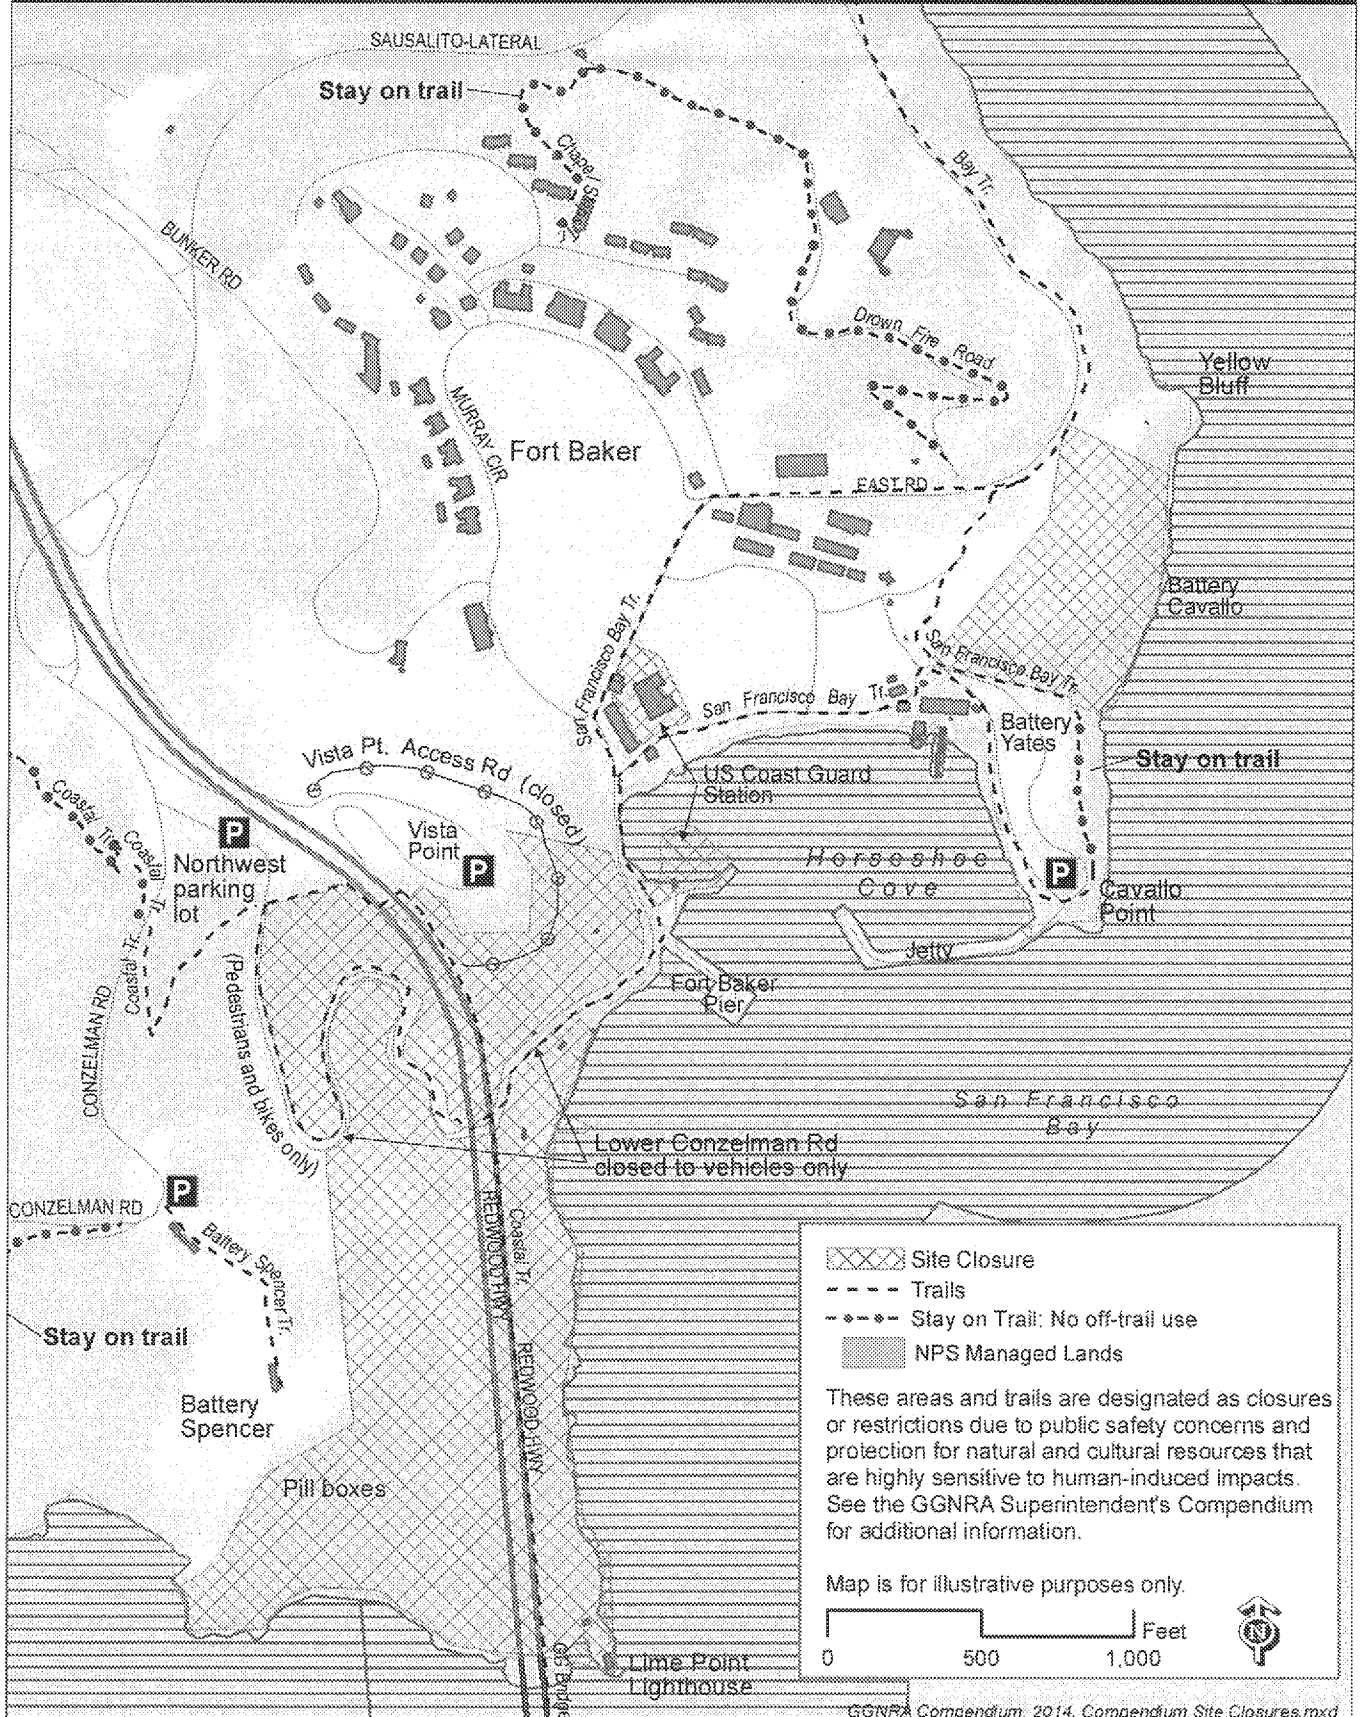 SAUSALITO-LATERAL
Stay on trail
Chapel Steps Tr.
Bay Tr.
BUNKER RD
Drown Fire Road
Yellow
Bluff
MURRAY CIR
Fort Baker
EAST RD
Battery
Cavallo
San Francisco Bay Tr.
San Francisco Bay Tr.
San Francisco Bay Tr.
Battery
Yates
Stay on trail
Vista Pt. Access Rd (closed)
US Coast Guard
Station
Coastal Tr.
Coastal Tr.
Coastal Tr.
P
Northwest
parking
lot
Vista
Point
P
Horseshoe
Cove
P
Cavallo
Point
Jetty
Fort Baker
Pier
(Pedestrians and bikes only)
CONZELMAN RD
San Francisco
Bay
Lower Conzelman Rd
closed to vehicles only
P
CONZELMAN RD
Battery Spencer Tr.
REDWOOD HWY
Coastal Tr.
REDWOOD HWY
Stay on trail
Battery
Spencer
Pill boxes
GG Bridge
Lime Point
Lighthouse
Site Closure
Trails
Stay on Trail: No off-trail use
NPS Managed Lands
These areas and trails are designated as closures
or restrictions due to public safety concerns and
protection for natural and cultural resources that
are highly sensitive to human-induced impacts.
See the GGNRA Superintendent's Compendium
for additional information.
Map is for illustrative purposes only.
Feet
0 500 1,000
N
GGNRA Compendium, 2014, Compendium Site Closures.mxd